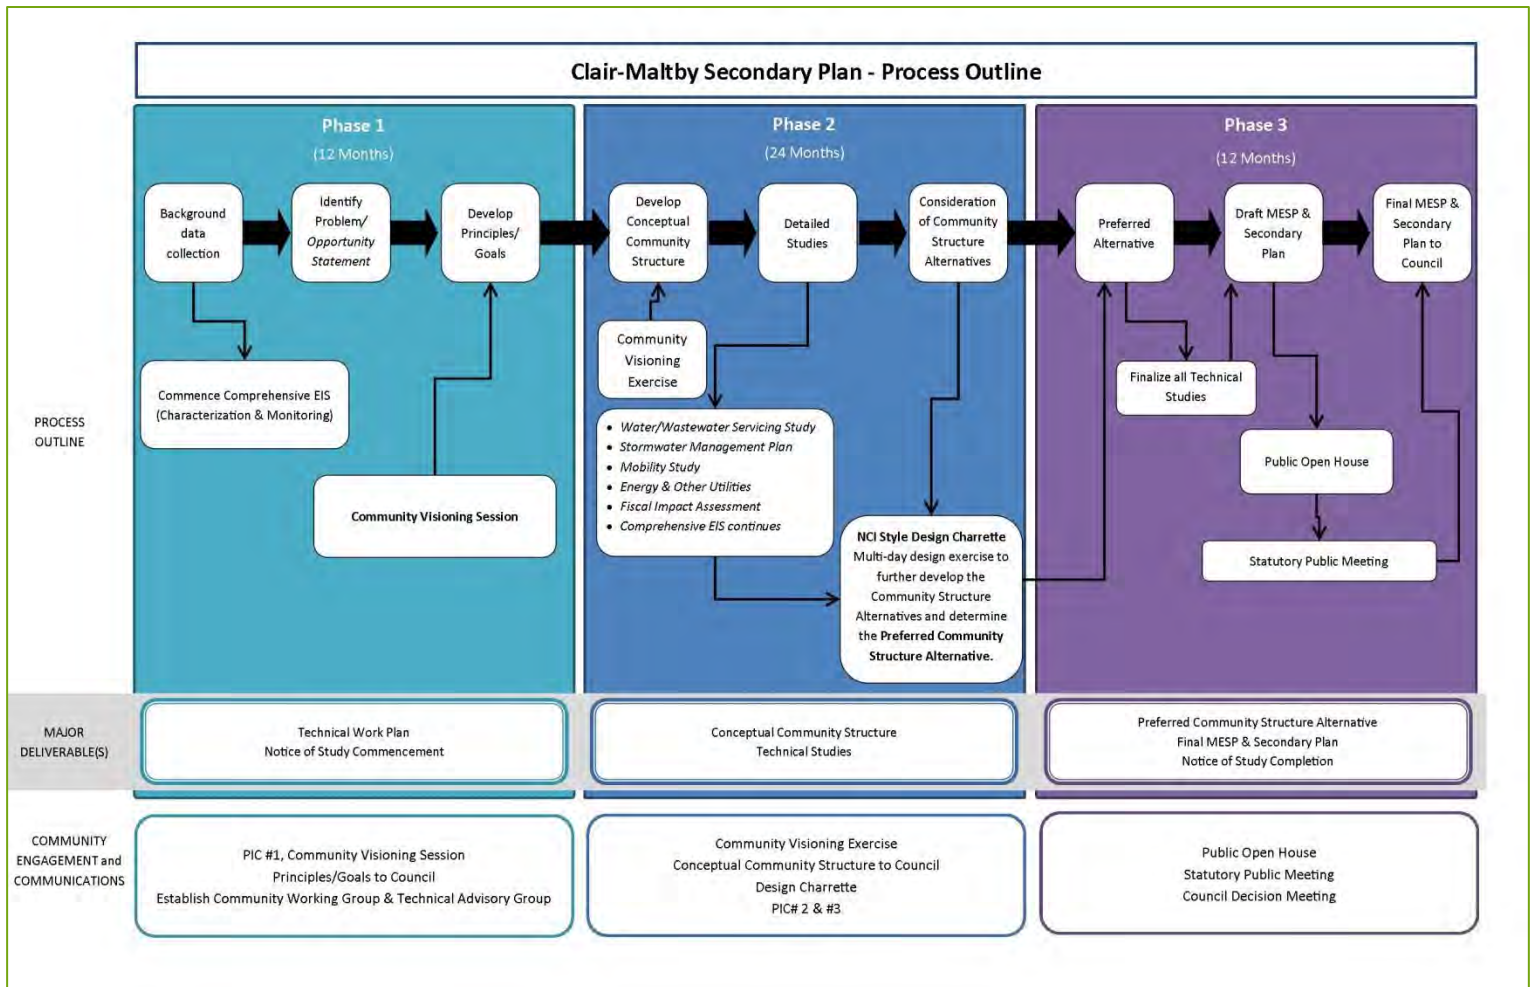 Clair-Maltby Secondary Plan - Process Outline
Phase 1
(12 Months)
Background
data
collection
Identify
Problem/
Opportunity
Statement
Develop
Principles/
Goals
Commence Comprehensive EIS
(Characterization & Monitoring)
Community Visioning Session
Phase 2
(24 Months)
Develop
Conceptual
Community
Structure
Detailed
Studies
Consideration
of Community
Structure
Alternatives
Community
Visioning
Exercise
• Water/Wastewater Servicing Study
• Stormwater Management Plan
• Mobility Study
• Energy & Other Utilities
• Fiscal Impact Assessment
• Comprehensive EIS continues
NCI Style Design Charrette
Multi-day design exercise to
further develop the
Community Structure
Alternatives and determine
the Preferred Community
Structure Alternative.
Phase 3
(12 Months)
Preferred
Alternative
Draft MESP &
Secondary
Plan
Final MESP &
Secondary
Plan to
Council
Finalize all Technical
Studies
Public Open House
Statutory Public Meeting
PROCESS
OUTLINE
MAJOR
DELIVERABLE(S)
Technical Work Plan
Notice of Study Commencement
Conceptual Community Structure
Technical Studies
Preferred Community Structure Alternative
Final MESP & Secondary Plan
Notice of Study Completion
COMMUNITY
ENGAGEMENT and
COMMUNICATIONS
PIC #1, Community Visioning Session
Principles/Goals to Council
Establish Community Working Group & Technical Advisory Group
Community Visioning Exercise
Conceptual Community Structure to Council
Design Charrette
PIC# 2 & #3
Public Open House
Statutory Public Meeting
Council Decision Meeting